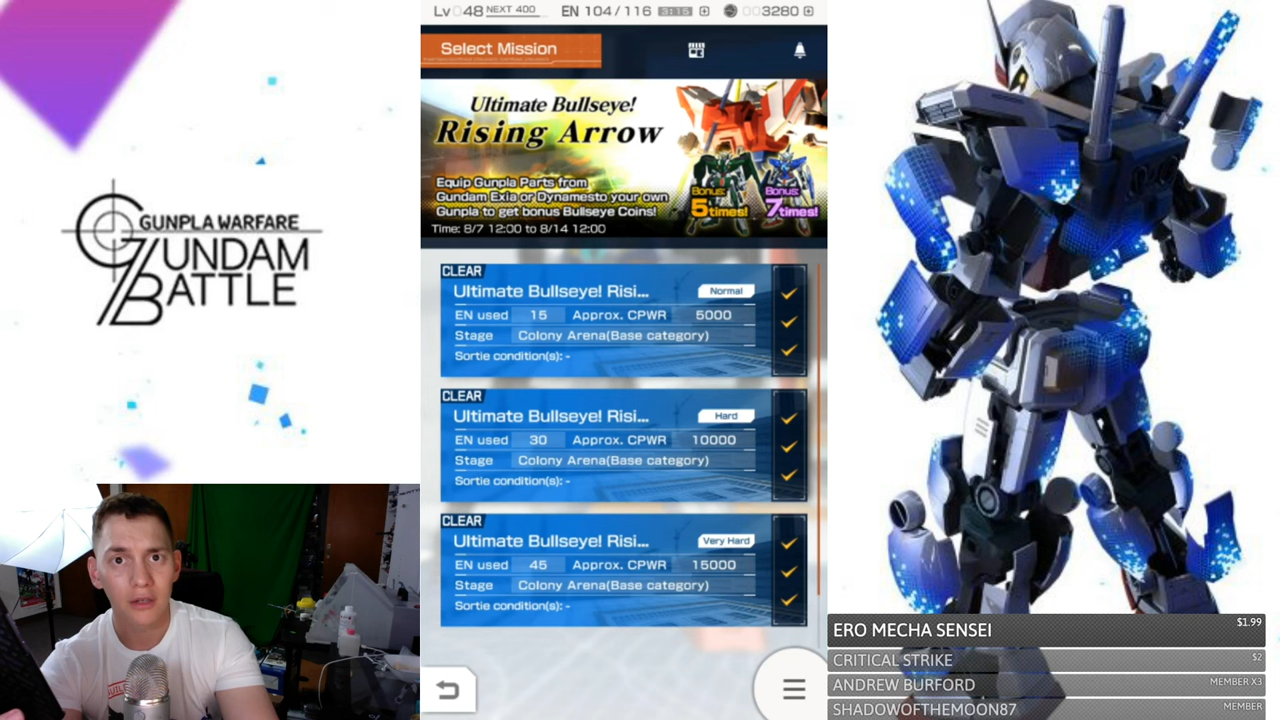 GUNPLA WARFARE
GUNDAM
BATTLE
Lv 048 NEXT 400 EN 104/116 3:15 003280
Select Mission
Ultimate Bullseye!
Rising Arrow
Equip Gunpla Parts from
Gundam Exia or Dynamesto your own
Gunpla to get bonus Bullseye Coins!
Bonus:
5 times!
Bonus:
7 times!
Time: 8/7 12:00 to 8/14 12:00
CLEAR
Ultimate Bullseye! Risi... Normal
EN used 15 Approx. CPWR 5000
Stage Colony Arena(Base category)
Sortie condition(s): -
CLEAR
Ultimate Bullseye! Risi... Hard
EN used 30 Approx. CPWR 10000
Stage Colony Arena(Base category)
Sortie condition(s): -
CLEAR
Ultimate Bullseye! Risi... Very Hard
EN used 45 Approx. CPWR 15000
Stage Colony Arena(Base category)
Sortie condition(s): -
ERO MECHA SENSEI $1.99
CRITICAL STRIKE $2
ANDREW BURFORD MEMBER X3
SHADOWOFTHEMOON87 MEMBER